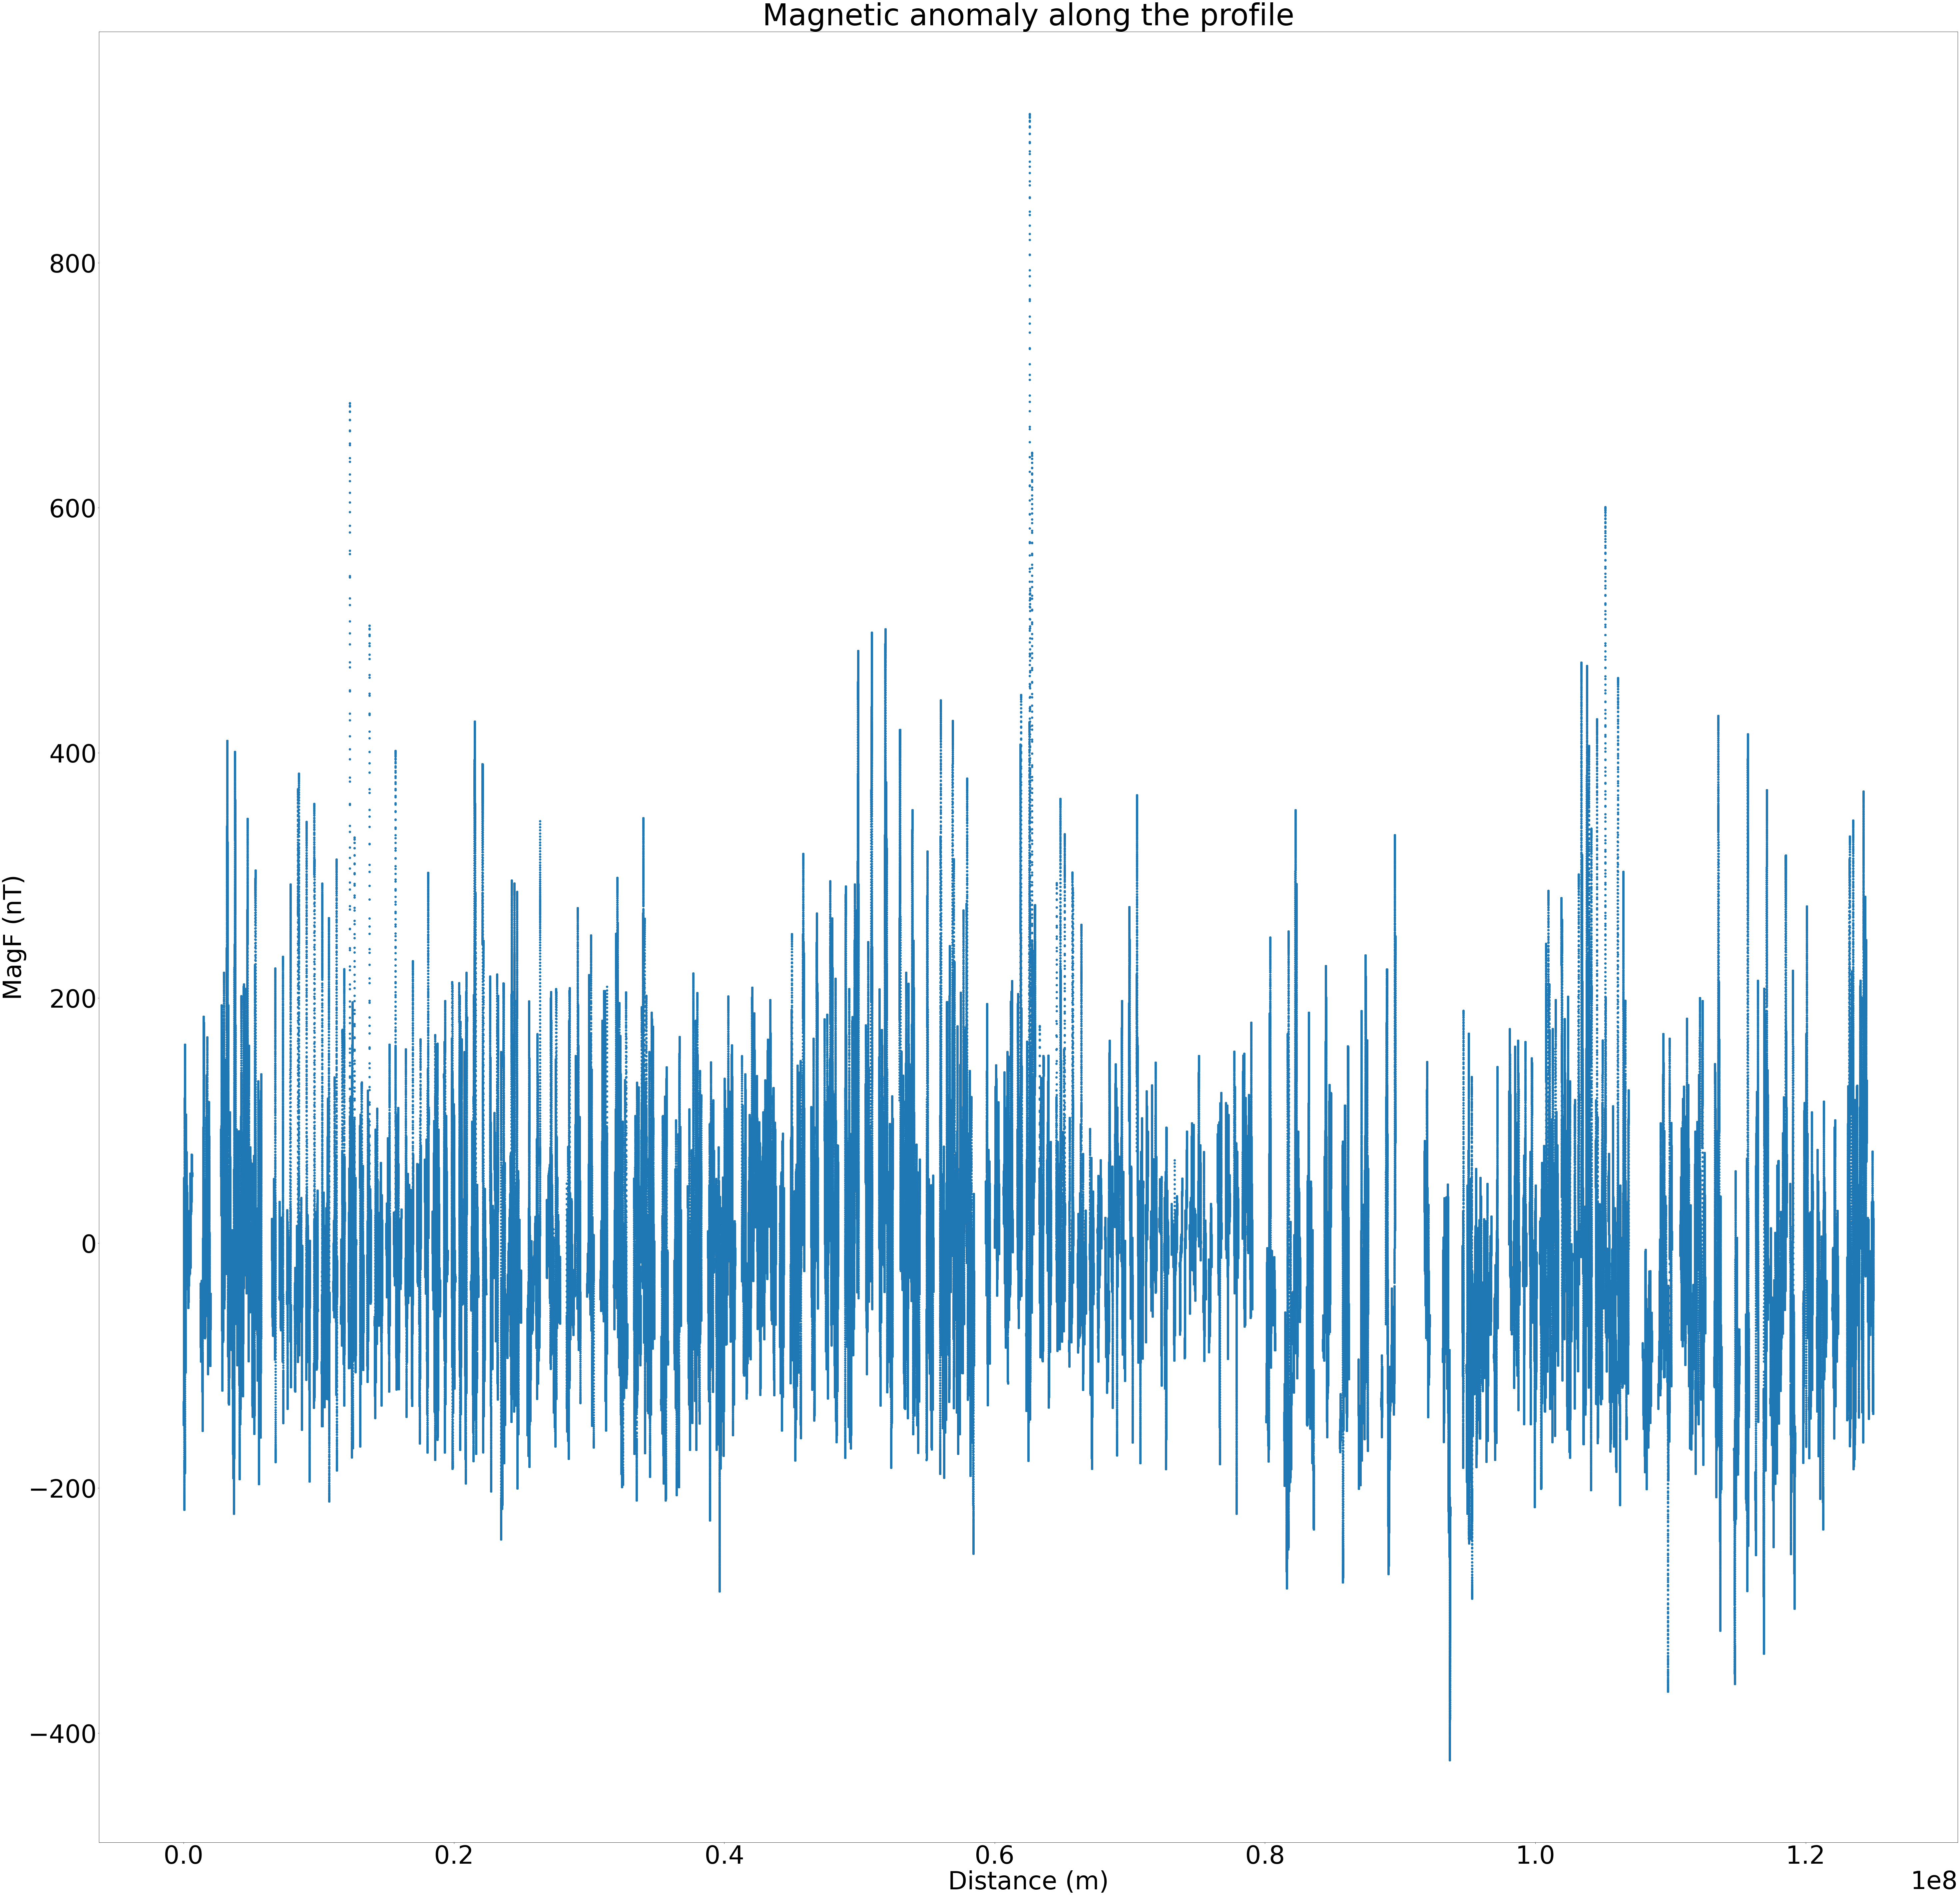 Magnetic anomaly along the profile
MagF (nT)
800
600
400
200
0
−200
−400
0.0 0.2 0.4 0.6 0.8 1.0 1.2
Distance (m)
1e8